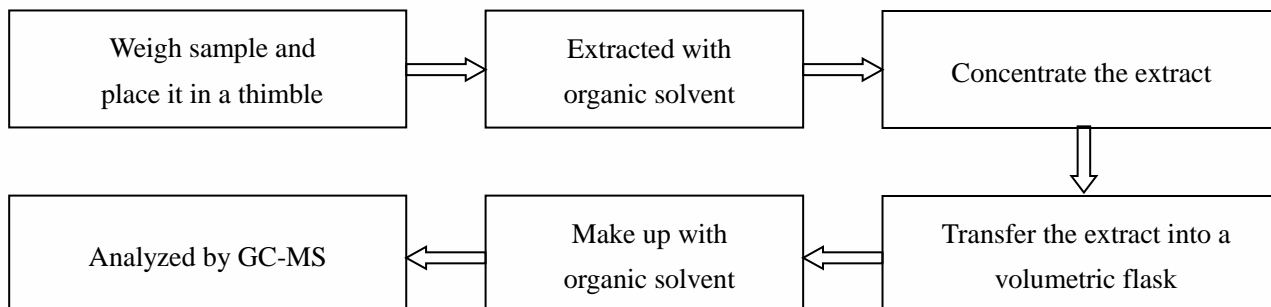 Weigh sample and
place it in a thimble
Extracted with
organic solvent
Concentrate the extract
Transfer the extract into a
volumetric flask
Make up with
organic solvent
Analyzed by GC-MS